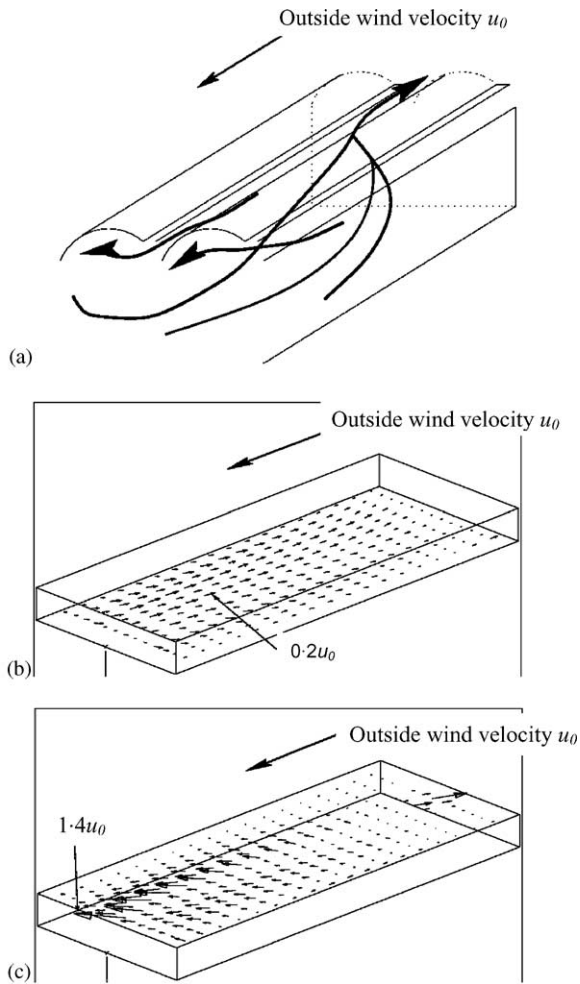 Outside wind velocity u0
(a)
Outside wind velocity u0
0·2u0
(b)
Outside wind velocity u0
1·4u0
(c)